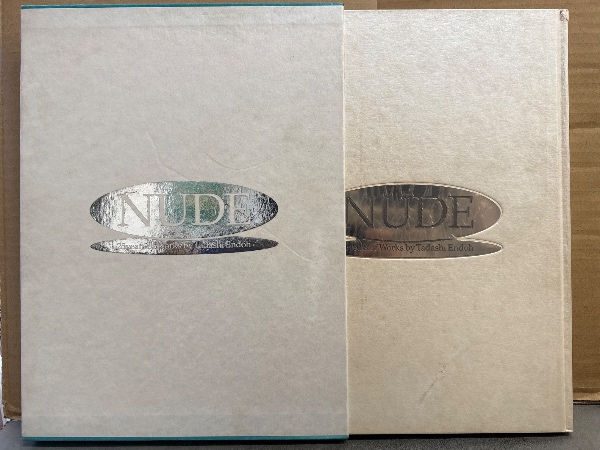 NUDE
Works by Tadashi Endoh
NUDE
Works by Tadashi Endoh